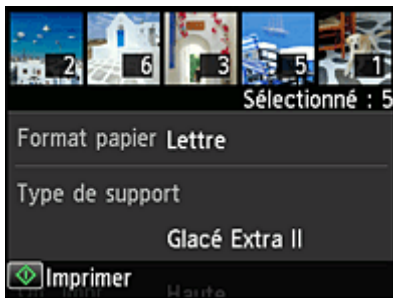 2 6 3 5 1
Sélectionné : 5
Format papier Lettre
Type de support
Glacé Extra II
Imprimer
Haute